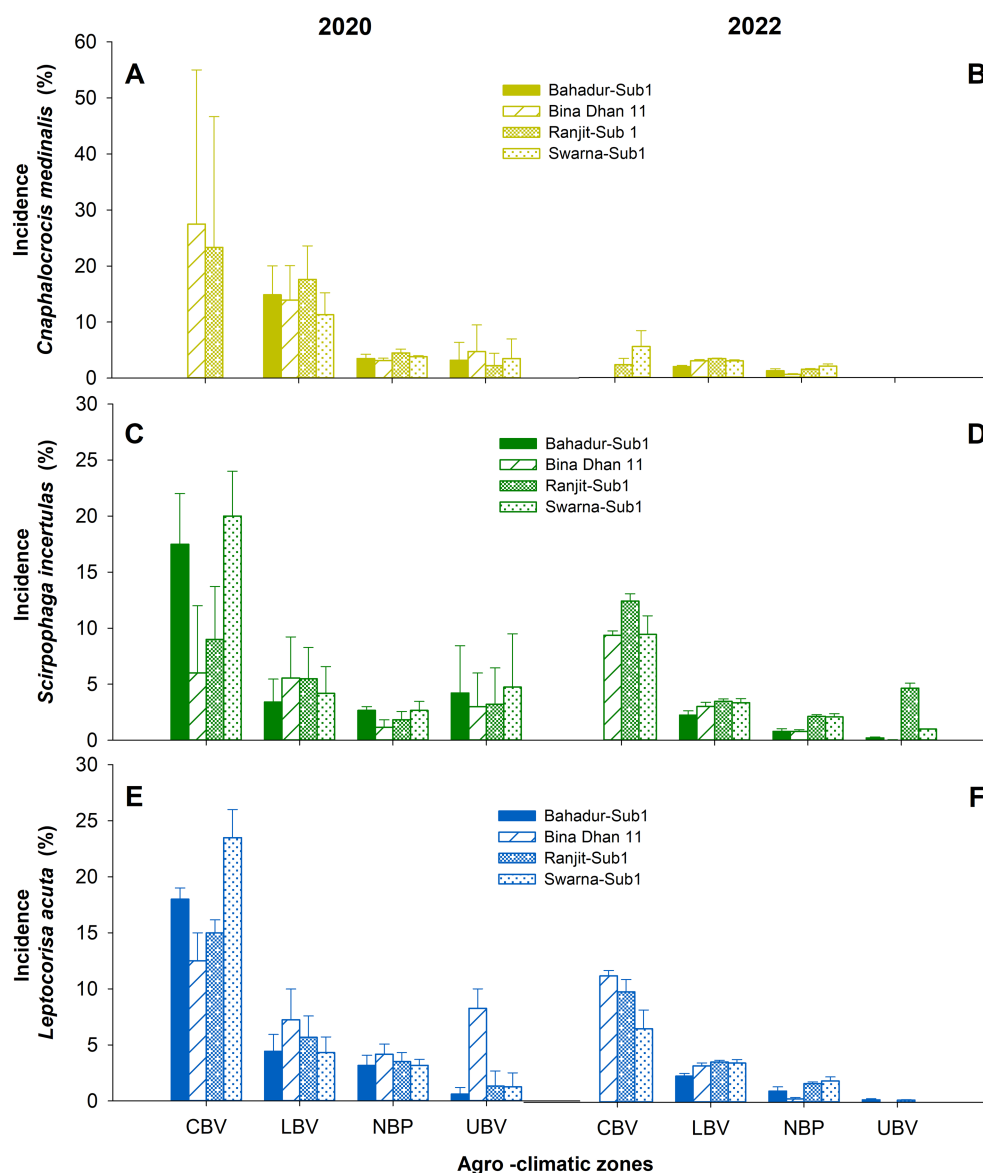 2020 2022
A B
Incidence
Cnaphalocrocis medinalis (%)
60
50
40
30
20
10
0
Bahadur-Sub1
Bina Dhan 11
Ranjit-Sub 1
Swarna-Sub1
C D
Incidence
Scirpophaga incertulas (%)
30
25
20
15
10
5
0
Bahadur-Sub1
Bina Dhan 11
Ranjit-Sub1
Swarna-Sub1
E F
Incidence
Leptocorisa acuta (%)
30
25
20
15
10
5
0
Bahadur-Sub1
Bina Dhan 11
Ranjit-Sub1
Swarna-Sub1
CBV LBV NBP UBV CBV LBV NBP UBV
Agro -climatic zones